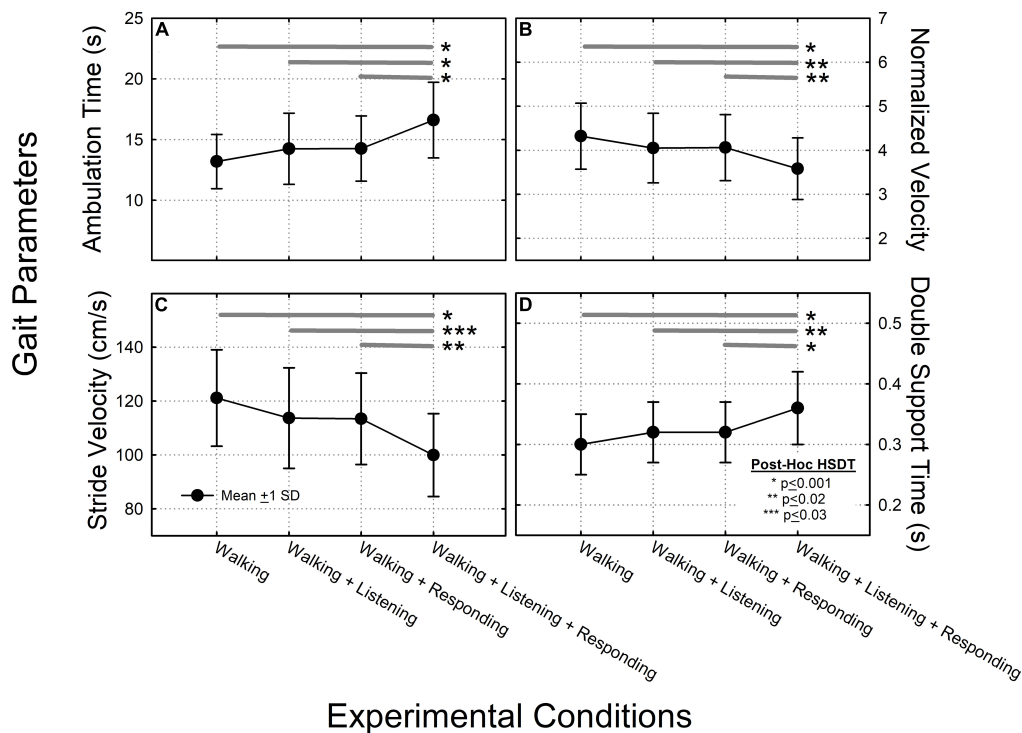 Gait Parameters
Ambulation Time (s)
25
20
15
10
A
*
*
*
B
*
**
**
7
6
5
4
3
2
Normalized Velocity
Stride Velocity (cm/s)
140
120
100
80
C
*
***
**
Mean ±1 SD
D
*
**
*
0.5
0.4
0.3
0.2
Double Support Time (s)
Post-Hoc HSDT
* p≤0.001
** p≤0.02
*** p≤0.03
Walking
Walking + Listening
Walking + Responding
Walking + Listening + Responding
Walking
Walking + Listening
Walking + Responding
Walking + Listening + Responding
Experimental Conditions